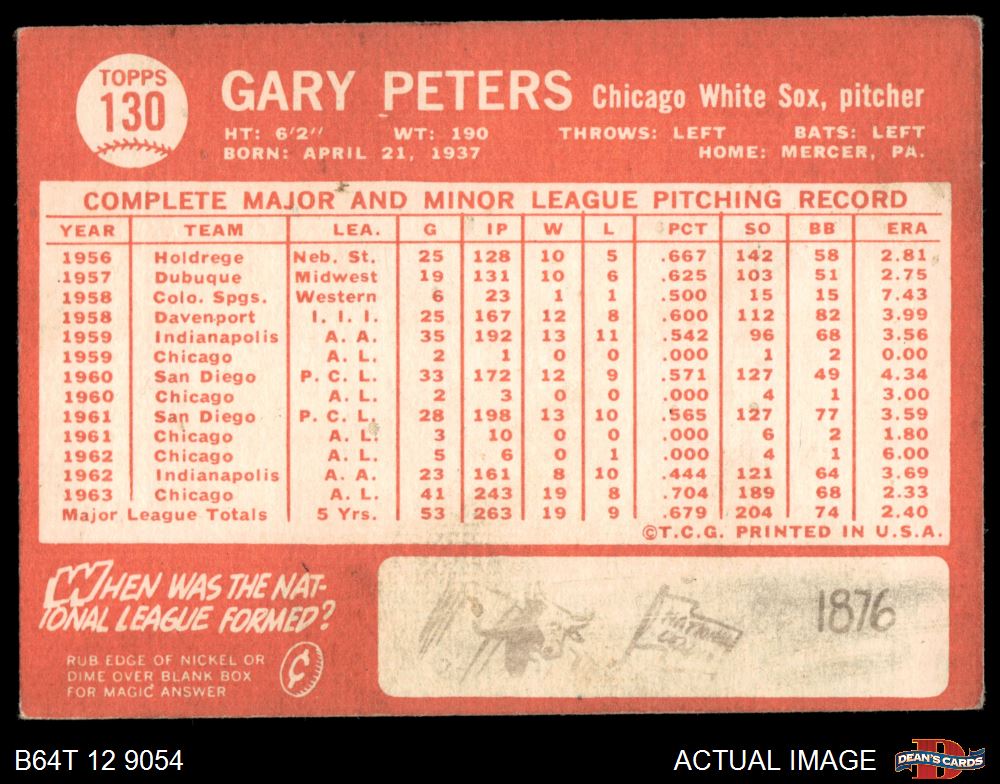 TOPPS
130
GARY PETERS Chicago White Sox, pitcher
HT: 6'2" WT: 190 THROWS: LEFT BATS: LEFT
BORN: APRIL 21, 1937 HOME: MERCER, PA.
COMPLETE MAJOR AND MINOR LEAGUE PITCHING RECORD
YEAR TEAM LEA. G IP W L PCT SO BB ERA
1956 Holdrege Neb. St. 25 128 10 5 .667 142 58 2.81
1957 Dubuque Midwest 19 131 10 6 .625 103 51 2.75
1958 Colo. Spgs. Western 6 23 1 1 .500 15 15 7.43
1958 Davenport I. I. I. 25 167 12 8 .600 112 82 3.99
1959 Indianapolis A. A. 35 192 13 11 .542 96 68 3.56
1959 Chicago A. L. 2 1 0 0 .000 1 2 0.00
1960 San Diego P. C. L. 33 172 12 9 .571 127 49 4.34
1960 Chicago A. L. 2 3 0 0 .000 4 1 3.00
1961 San Diego P. C. L. 28 198 13 10 .565 127 77 3.59
1961 Chicago A. L. 3 10 0 0 .000 6 2 1.80
1962 Chicago A. L. 5 6 0 1 .000 4 1 6.00
1962 Indianapolis A. A. 23 161 8 10 .444 121 64 3.69
1963 Chicago A. L. 41 243 19 8 .704 189 68 2.33
Major League Totals 5 Yrs. 53 263 19 9 .679 204 74 2.40
©T.C.G. PRINTED IN U.S.A.
WHEN WAS THE NAT-
IONAL LEAGUE FORMED?
RUB EDGE OF NICKEL OR
DIME OVER BLANK BOX
FOR MAGIC ANSWER
¢
NATIONAL
1876
B64T 12 9054 ACTUAL IMAGE DEAN'S CARDS